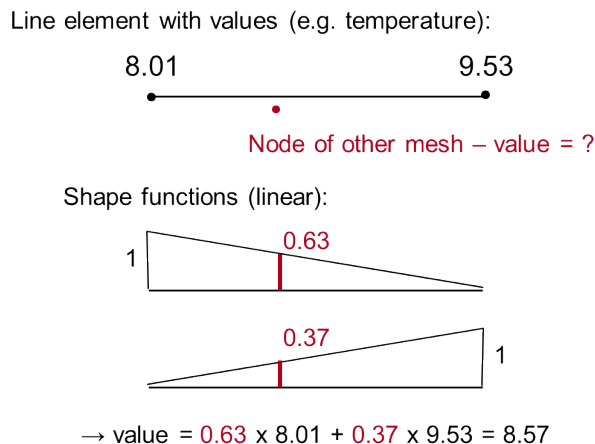 Line element with values (e.g. temperature):
8.01 9.53
Node of other mesh – value = ?
Shape functions (linear):
0.63
1
0.37
1
→ value = 0.63 x 8.01 + 0.37 x 9.53 = 8.57